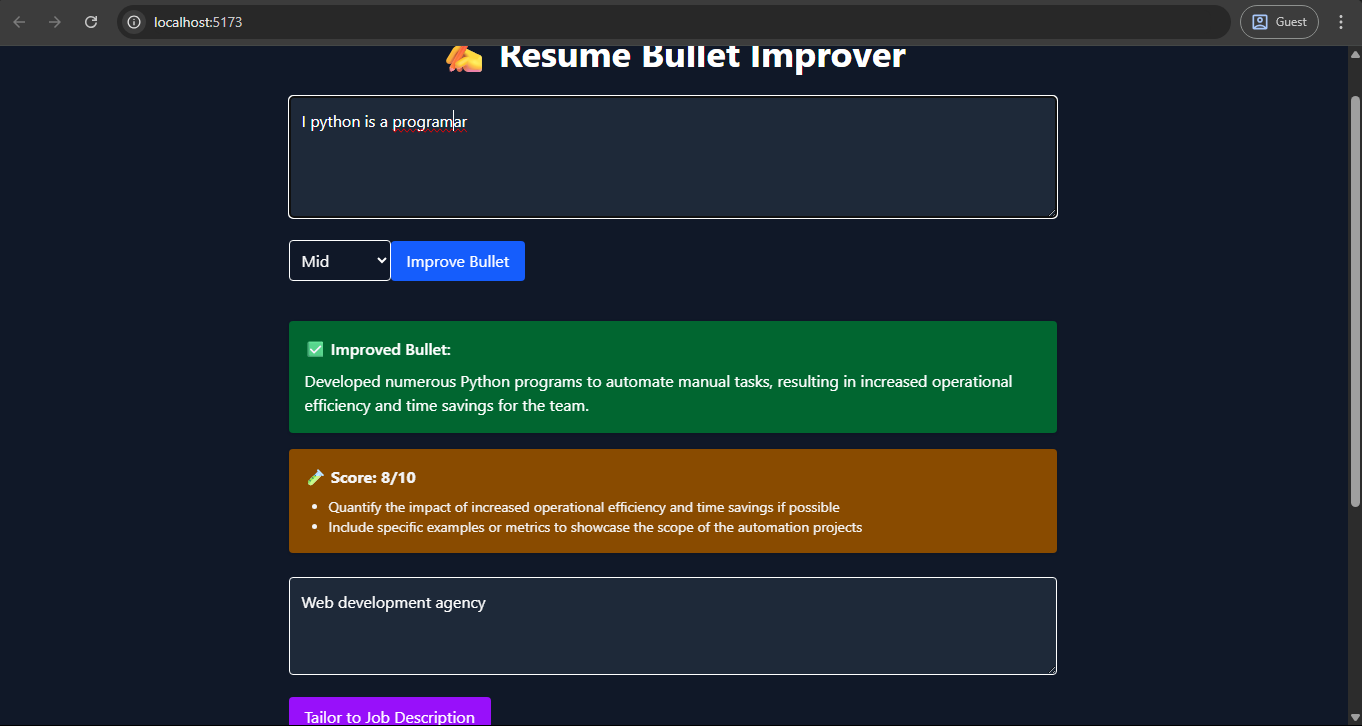 localhost:5173
Guest
Resume Bullet Improver
I python is a programar
Mid
Improve Bullet
Improved Bullet:
Developed numerous Python programs to automate manual tasks, resulting in increased operational
efficiency and time savings for the team.
Score: 8/10
• Quantify the impact of increased operational efficiency and time savings if possible
• Include specific examples or metrics to showcase the scope of the automation projects
Web development agency
Tailor to Job Description